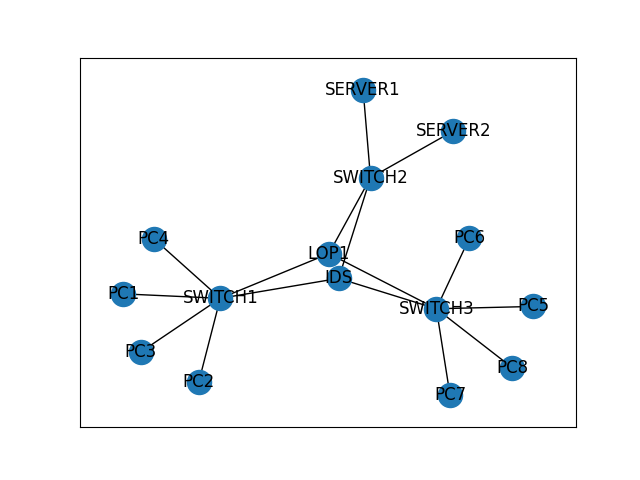 SERVER1
SERVER2
SWITCH2
PC4
PC6
LOP1
IDS
PC1
SWITCH1
SWITCH3
PC5
PC3
PC8
PC2
PC7